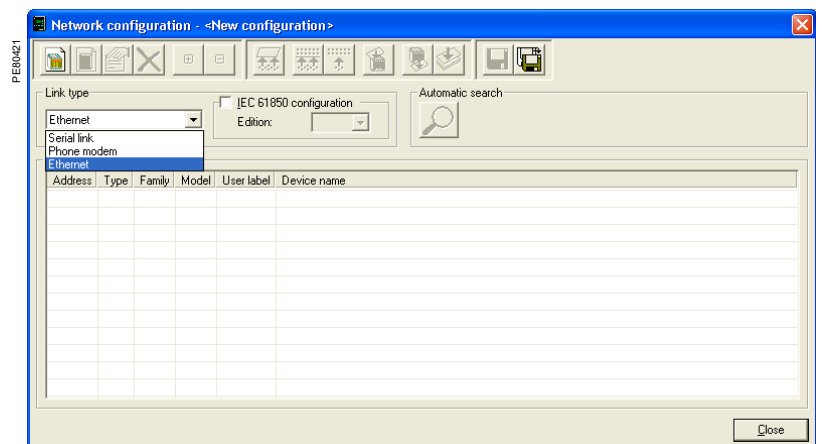 PE80421
Network configuration - <New configuration>
Link type
IEC 61850 configuration
Automatic search
Ethernet
Edition:
Serial link
Phone modem
Ethernet
Address Type Family Model User label Device name
Close